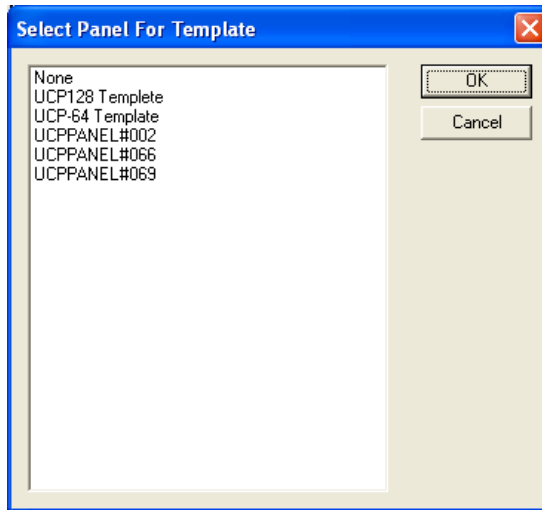 Select Panel For Template
None
UCP128 Templete
UCP-64 Template
UCPPANEL#002
UCPPANEL#066
UCPPANEL#069
OK
Cancel